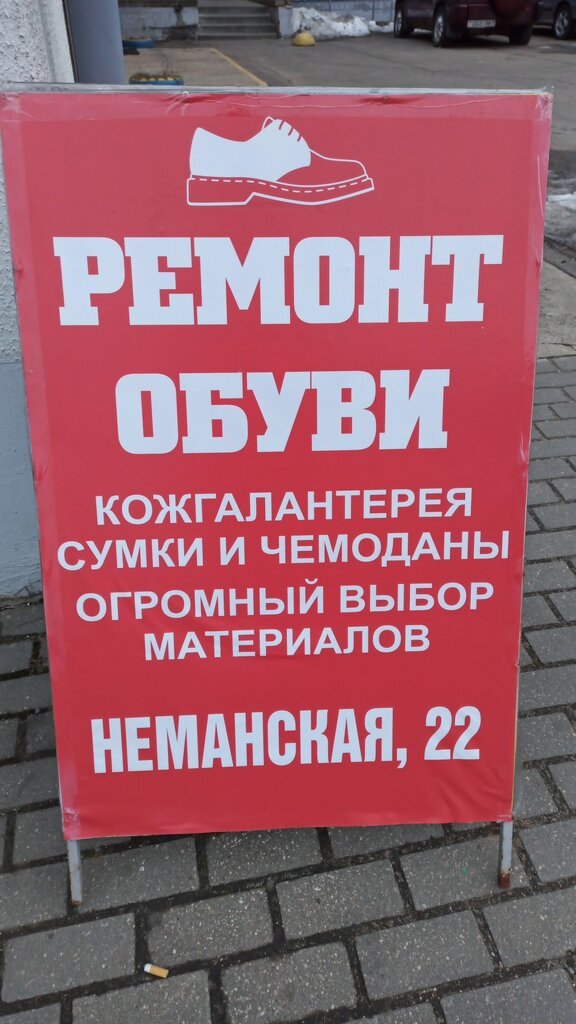 РЕМОНТ
ОБУВИ
КОЖГАЛАНТЕРЕЯ
СУМКИ И ЧЕМОДАНЫ
ОГРОМНЫЙ ВЫБОР
МАТЕРИАЛОВ
НЕМАНСКАЯ, 22